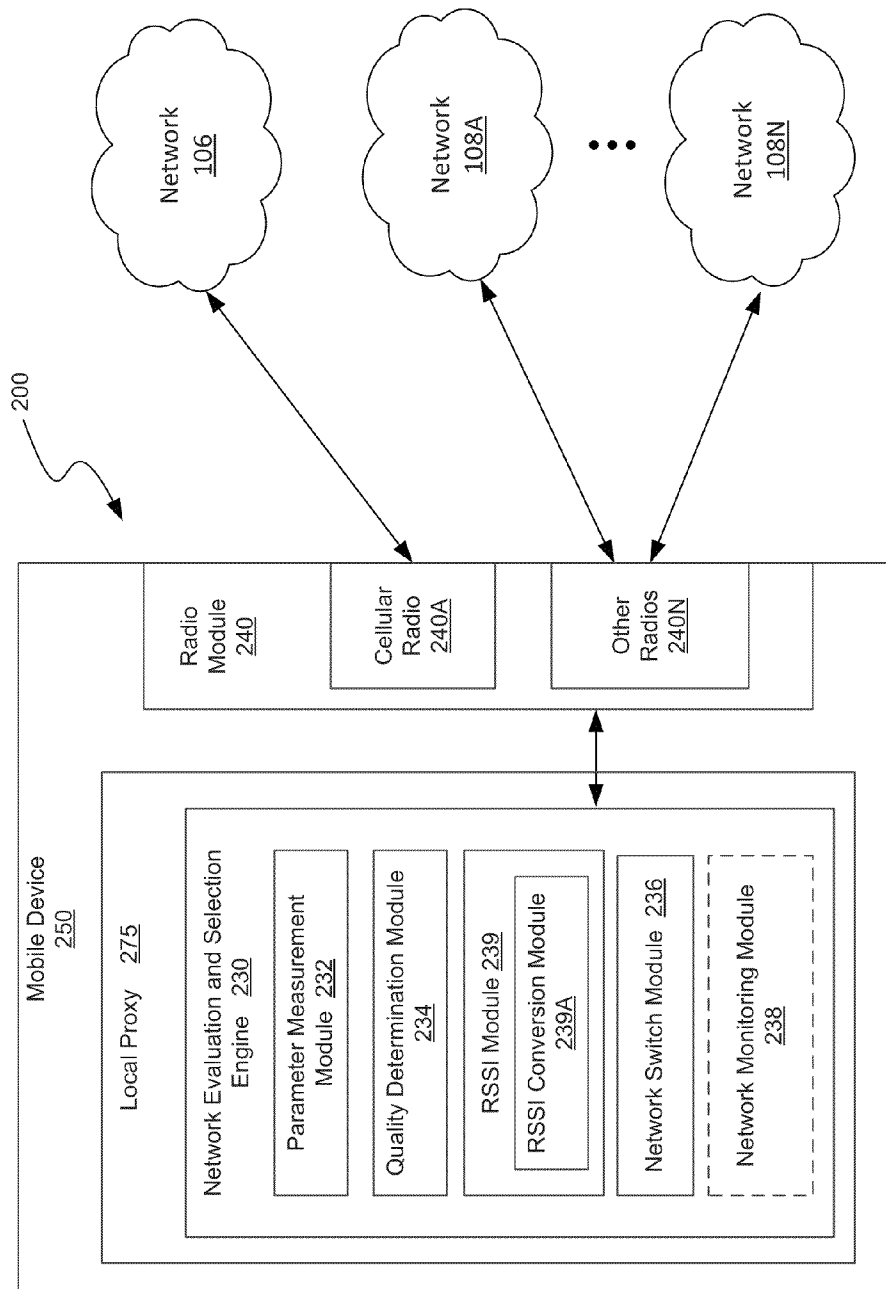 200
Mobile Device
250
Local Proxy 275
Network Evaluation and Selection
Engine 230
Parameter Measurement
Module 232
Quality Determination Module
234
RSSI Module 239
RSSI Conversion Module
239A
Network Switch Module 236
Network Monitoring Module
238
Radio
Module
240
Cellular
Radio
240A
Other
Radios
240N
Network
106
Network
108A
Network
108N